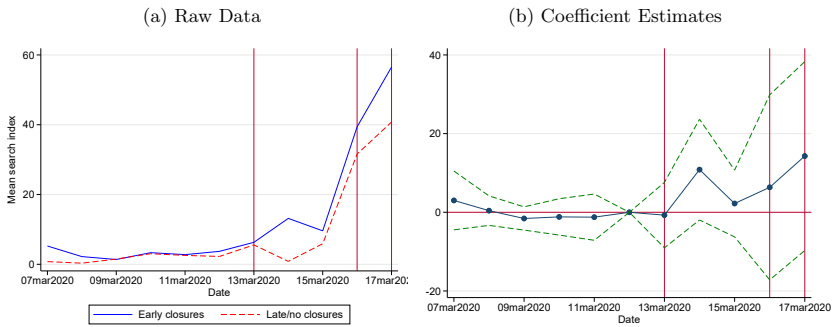 (a) Raw Data
60
40
20
0
Mean search index
07mar2020 09mar2020 11mar2020 13mar2020 15mar2020 17mar202
Date
Early closures Late/no closures
(b) Coefficient Estimates
40
20
0
-20
07mar2020 09mar2020 11mar2020 13mar2020 15mar2020 17mar2020
Date